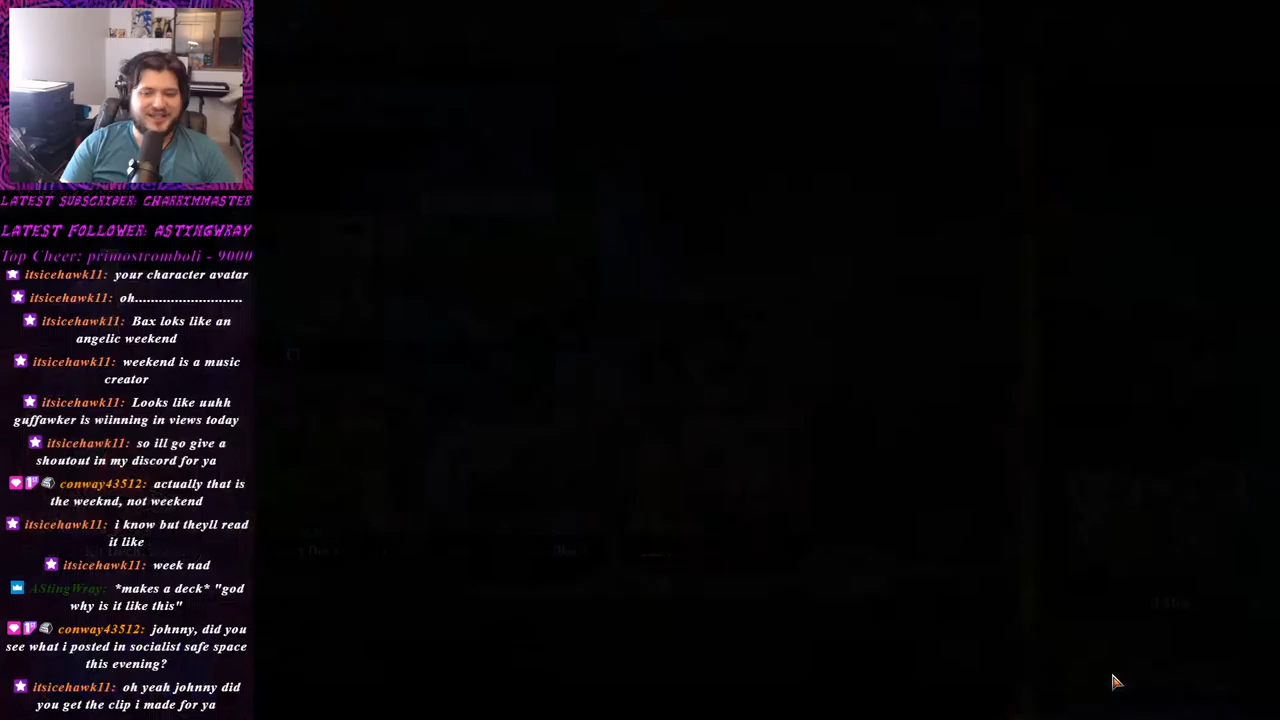 LATEST SUBSCRIBER: CHARRIMMASTER
LATEST FOLLOWER: ASTINGWRAY
Top Cheer: primostromboli - 9000
itsicehawk11: your character avatar
itsicehawk11: oh...........................
itsicehawk11: Bax loks like an
angelic weekend
itsicehawk11: weekend is a music
creator
itsicehawk11: Looks like uuhh
guffawker is wiinning in views today
itsicehawk11: so ill go give a
shoutout in my discord for ya
conway43512: actually that is
the weeknd, not weekend
itsicehawk11: i know but theyll read
it like
itsicehawk11: week nad
AStingWray: *makes a deck* "god
why is it like this"
conway43512: johnny, did you
see what i posted in socialist safe space
this evening?
itsicehawk11: oh yeah johnny did
you get the clip i made for ya